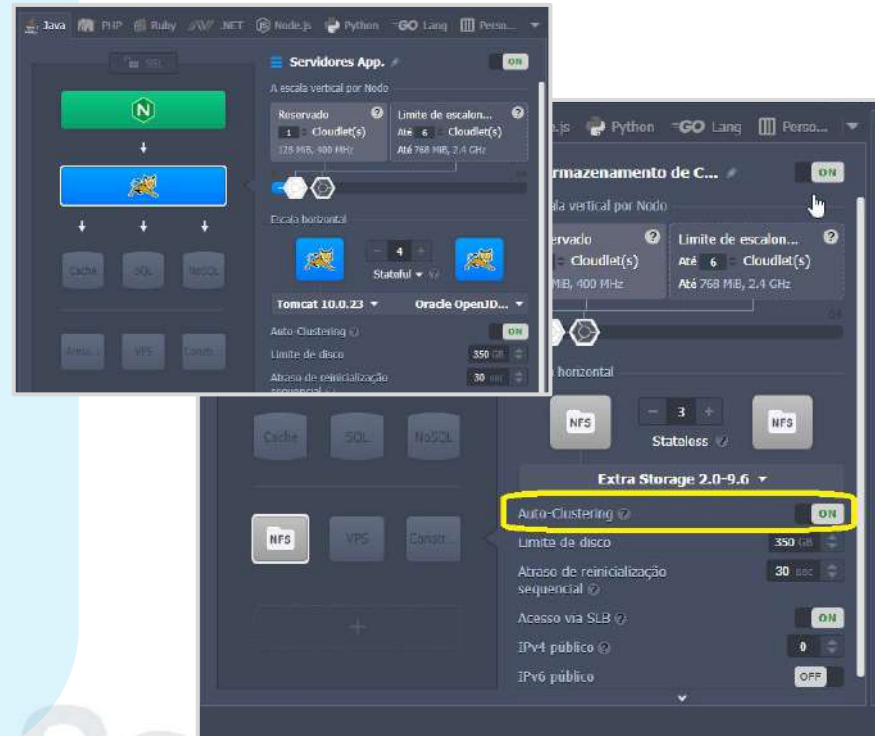 Java PHP Ruby .NET Node.js Python GO Lang Perso...
SSL
Servidores App.
ON
A escala vertical por Nodo
Reservado
1 Cloudlet(s)
128 MiB, 400 MHz
Limite de escalon...
Até 6 Cloudlet(s)
Até 768 MiB, 2.4 GHz
Escala horizontal
4
Stateful
Tomcat 10.0.23
Oracle OpenJD...
Auto-Clustering
ON
Limite de disco
350 GB
Atraso de reinicialização
sequencial
30 sec
Cache SQL NoSQL
Arma... VPS Constr...
.js Python GO Lang Perso...
rmazenamento de C...
ON
ala vertical por Nodo
ervado
Cloudlet(s)
MiB, 400 MHz
Limite de escalon...
Até 6 Cloudlet(s)
Até 768 MiB, 2.4 GHz
horizontal
NFS
3
NFS
Stateless
Extra Storage 2.0-9.6
Auto-Clustering
ON
Limite de disco
350 GB
Atraso de reinicialização
sequencial
30 sec
Acesso via SLB
ON
IPv4 público
0
IPv6 público
OFF
Cache SQL NoSQL
NFS VPS Constr...